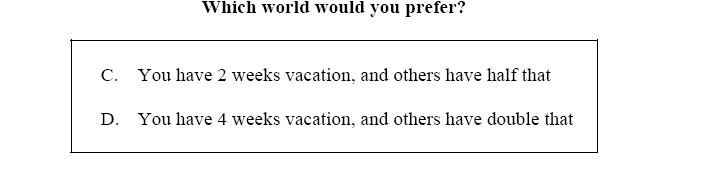 Which world would you prefer?
C. You have 2 weeks vacation, and others have half that
D. You have 4 weeks vacation, and others have double that